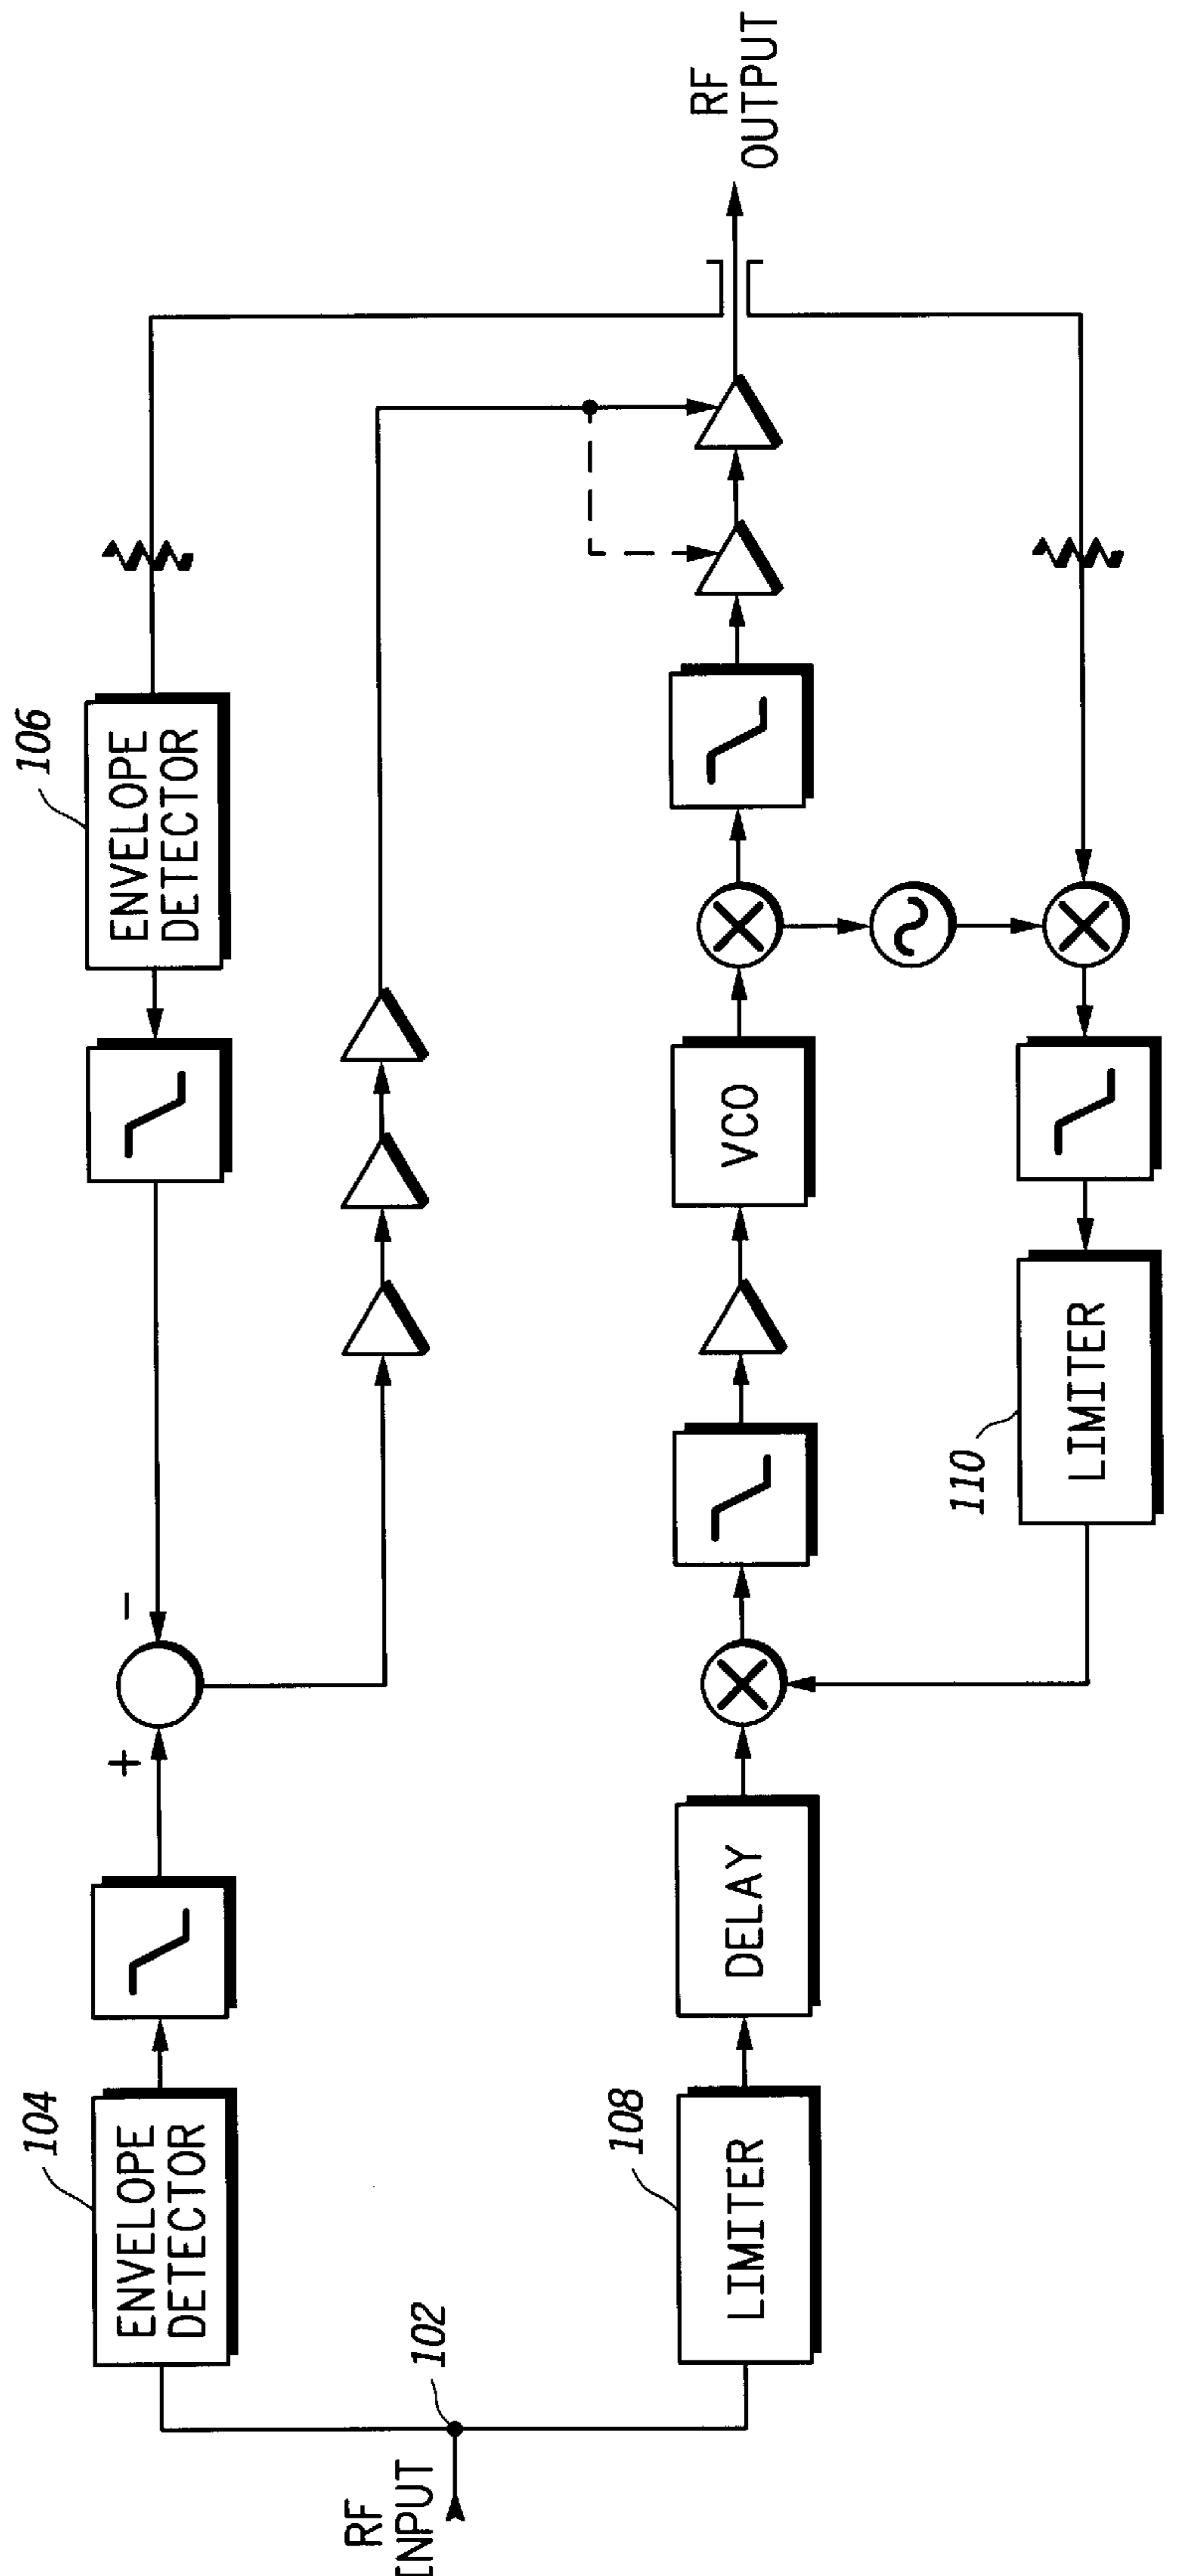 104
ENVELOPE
DETECTOR
+
-
106
ENVELOPE
DETECTOR
RF
INPUT
102
108
LIMITER
DELAY
VCO
RF
OUTPUT
110
LIMITER